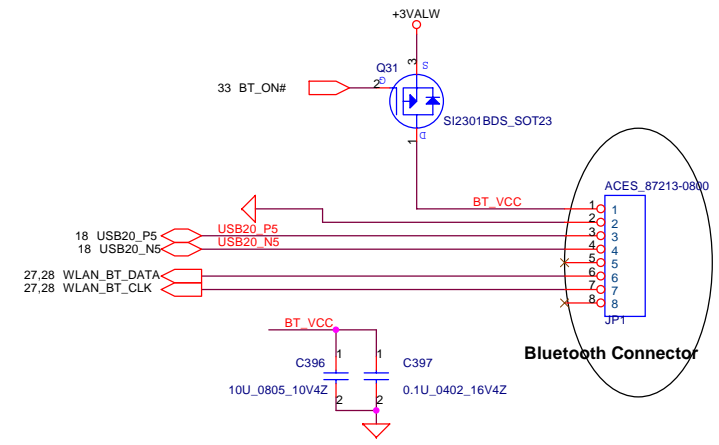 +3VALW
Q31
3
S
33 BT_ON#
2
G
SI2301BDS_SOT23
1
D
ACES_87213-0800
BT_VCC
1 1
2 2
18 USB20_P5 USB20_P5 3 3
18 USB20_N5 USB20_N5 4 4
5 5
27,28 WLAN_BT_DATA 6 6
27,28 WLAN_BT_CLK 7 7
8 8
JP1
BT_VCC
Bluetooth Connector
1 1
C396 C397
10U_0805_10V4Z 0.1U_0402_16V4Z
2 2